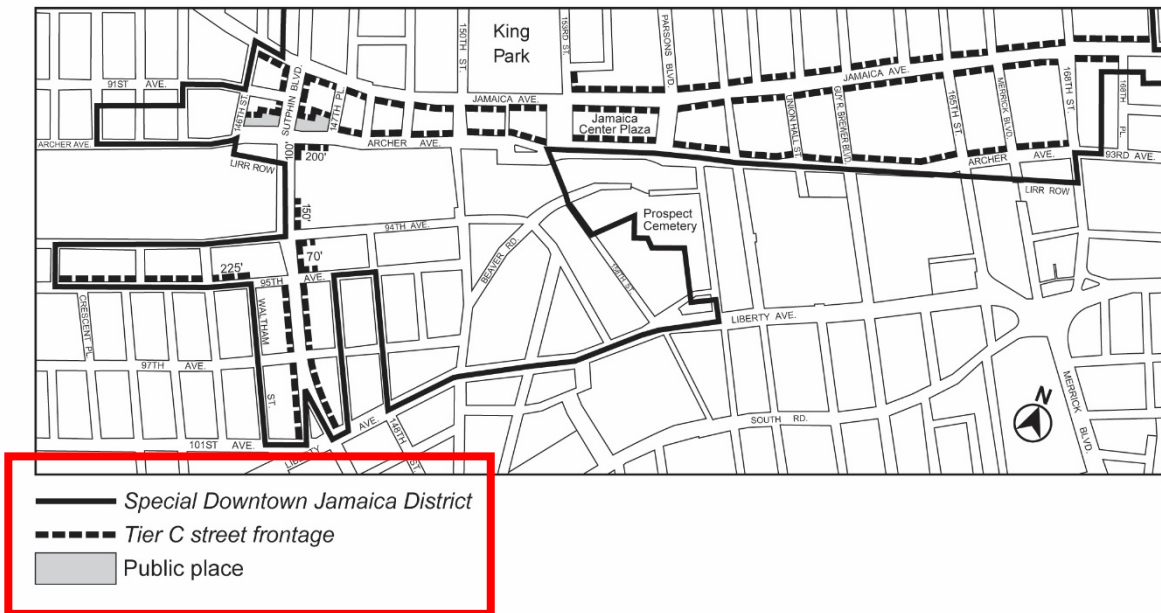 150TH ST.
King
Park
153RD ST.
PARSONS BLVD.
91ST AVE.
SUTPHIN BLVD.
146TH ST.
147TH PL.
JAMAICA AVE.
JAMAICA AVE.
Jamaica
Center Plaza
UNION HALL ST.
GUY R. BREWER BLVD.
165TH ST.
MERRICK BLVD.
168TH ST.
168TH PL.
ARCHER AVE.
100'
200'
ARCHER AVE.
ARCHER AVE.
93RD AVE.
LIRR ROW
LIRR ROW
150'
94TH AVE.
Prospect
Cemetery
BEAVER RD
70'
225'
95TH AVE.
CRESCENT PL.
WALTHAM ST.
LIBERTY AVE.
97TH AVE.
MERRICK BLVD.
N
101ST AVE.
LIBERTY AVE.
148TH ST.
SOUTH RD.
Special Downtown Jamaica District
Tier C street frontage
Public place